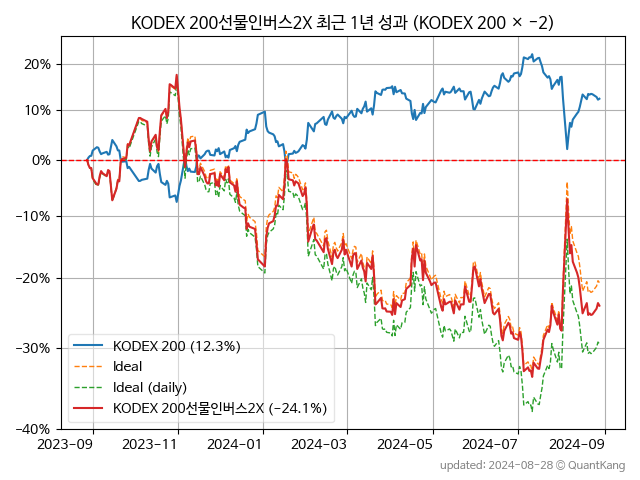 KODEX 200선물인버스2X 최근 1년 성과 (KODEX 200 × −2)
20%
10%
0%
−10%
−20%
−30%
−40%
KODEX 200 (12.3%)
Ideal
Ideal (daily)
KODEX 200선물인버스2X (−24.1%)
2023-09 2023-11 2024-01 2024-03 2024-05 2024-07 2024-09
updated: 2024-08-28 © QuantKang